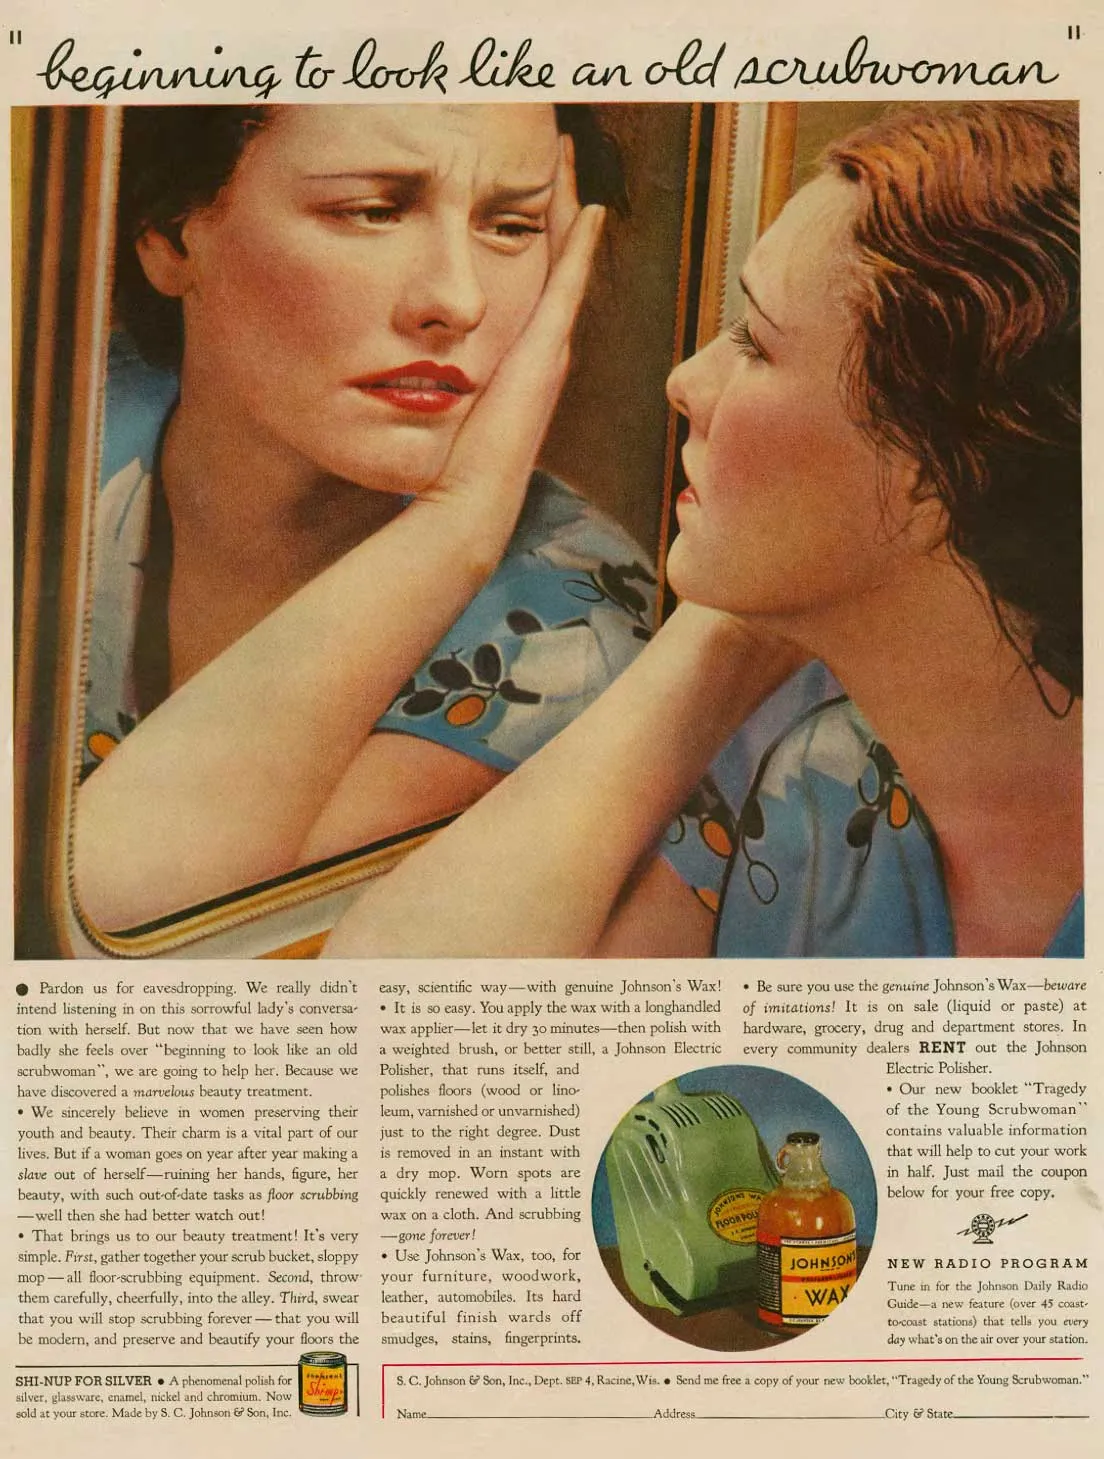 "beginning to look like an old scrubwoman"
● Pardon us for eavesdropping. We really didn't
intend listening in on this sorrowful lady's conversa-
tion with herself. But now that we have seen how
badly she feels over "beginning to look like an old
scrubwoman", we are going to help her. Because we
have discovered a marvelous beauty treatment.
• We sincerely believe in women preserving their
youth and beauty. Their charm is a vital part of our
lives. But if a woman goes on year after year making a
slave out of herself—ruining her hands, figure, her
beauty, with such out-of-date tasks as floor scrubbing
—well then she had better watch out!
• That brings us to our beauty treatment! It's very
simple. First, gather together your scrub bucket, sloppy
mop—all floor-scrubbing equipment. Second, throw
them carefully, cheerfully, into the alley. Third, swear
that you will stop scrubbing forever—that you will
be modern, and preserve and beautify your floors the
easy, scientific way—with genuine Johnson's Wax!
• It is so easy. You apply the wax with a longhandled
wax applier—let it dry 30 minutes—then polish with
a weighted brush, or better still, a Johnson Electric
Polisher, that runs itself, and
polishes floors (wood or lino-
leum, varnished or unvarnished)
just to the right degree. Dust
is removed in an instant with
a dry mop. Worn spots are
quickly renewed with a little
wax on a cloth. And scrubbing
—gone forever!
• Use Johnson's Wax, too, for
your furniture, woodwork,
leather, automobiles. Its hard
beautiful finish wards off
smudges, stains, fingerprints.
• Be sure you use the genuine Johnson's Wax—beware
of imitations! It is on sale (liquid or paste) at
hardware, grocery, drug and department stores. In
every community dealers RENT out the Johnson
Electric Polisher.
• Our new booklet "Tragedy
of the Young Scrubwoman"
contains valuable information
that will help to cut your work
in half. Just mail the coupon
below for your free copy.
NEW RADIO PROGRAM
Tune in for the Johnson Daily Radio
Guide—a new feature (over 45 coast-
to-coast stations) that tells you every
day what's on the air over your station.
JOHNSON'S WAX
FLOOR POLI
JOHNSON'S
WAX
SHI-NUP FOR SILVER ● A phenomenal polish for
silver, glassware, enamel, nickel and chromium. Now
sold at your store. Made by S. C. Johnson & Son, Inc.
Shi-nup
S. C. Johnson & Son, Inc., Dept. SEP 4, Racine, Wis. ● Send me free a copy of your new booklet, "Tragedy of the Young Scrubwoman."
Name Address City & State